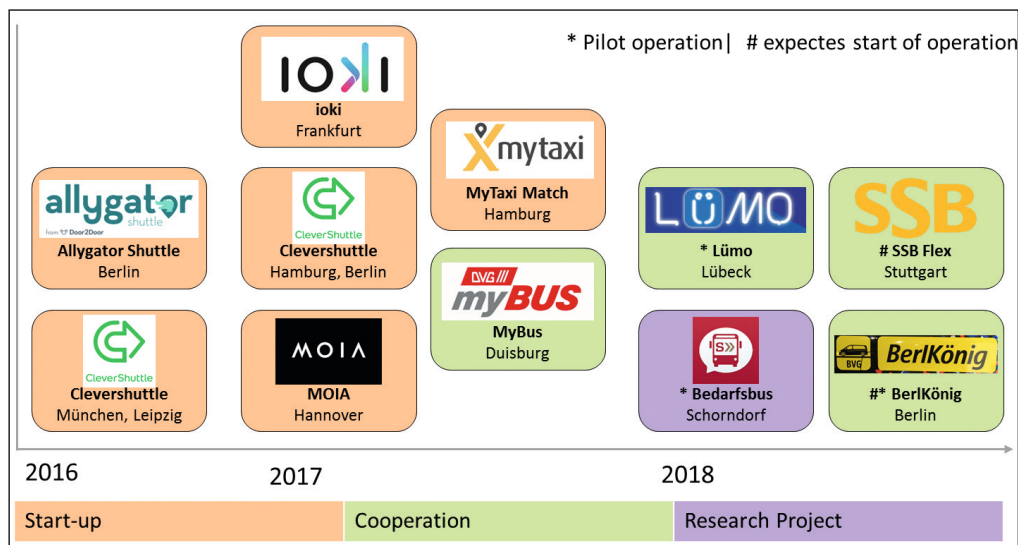 * Pilot operation| # expectes start of operation
allygator
shuttle
from Door2Door
Allygator Shuttle
Berlin
CleverShuttle
Clevershuttle
München, Leipzig
ioki
ioki
Frankfurt
CleverShuttle
Clevershuttle
Hamburg, Berlin
MOIA
MOIA
Hannover
mytaxi
MyTaxi Match
Hamburg
DVG
myBUS
MyBus
Duisburg
LÜMO
* Lümo
Lübeck
S»
* Bedarfsbus
Schorndorf
SSB
# SSB Flex
Stuttgart
BVG
BerlKönig
#* BerlKönig
Berlin
2016
2017
2018
Start-up
Cooperation
Research Project